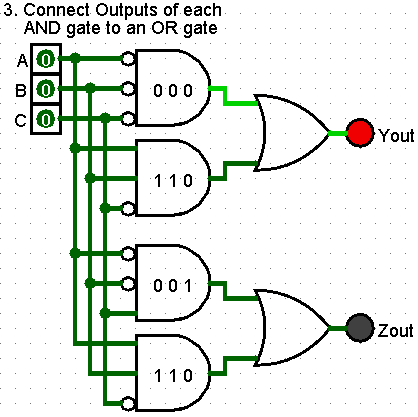 3. Connect Outputs of each
AND gate to an OR gate
A 0
B 0
C 0
0 0 0
Yout
1 1 0
0 0 1
Zout
1 1 0